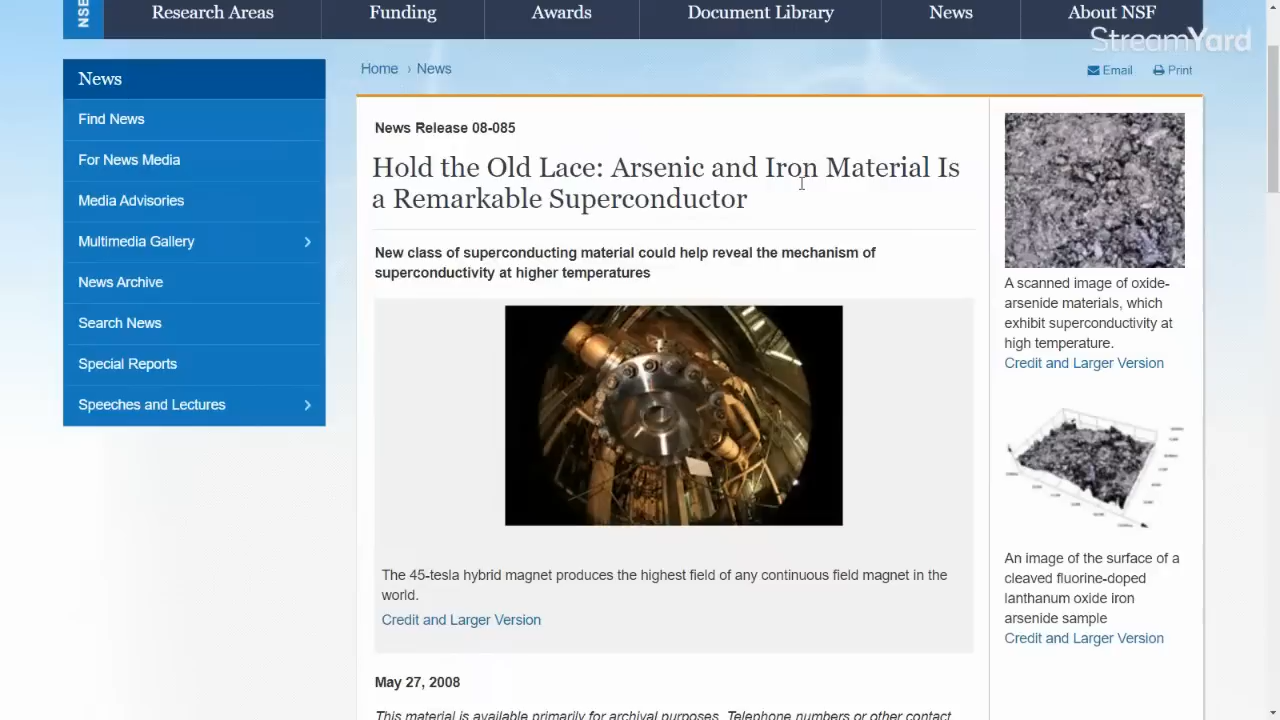 NSF
Research Areas
Funding
Awards
Document Library
News
About NSF
StreamYard
News
Find News
For News Media
Media Advisories
Multimedia Gallery
News Archive
Search News
Special Reports
Speeches and Lectures
Home › News
Email
Print
News Release 08-085
Hold the Old Lace: Arsenic and Iron Material Is
a Remarkable Superconductor
New class of superconducting material could help reveal the mechanism of
superconductivity at higher temperatures
The 45-tesla hybrid magnet produces the highest field of any continuous field magnet in the
world.
Credit and Larger Version
May 27, 2008
This material is available primarily for archival purposes. Telephone numbers or other contact
A scanned image of oxide-
arsenide materials, which
exhibit superconductivity at
high temperature.
Credit and Larger Version
An image of the surface of a
cleaved fluorine-doped
lanthanum oxide iron
arsenide sample
Credit and Larger Version